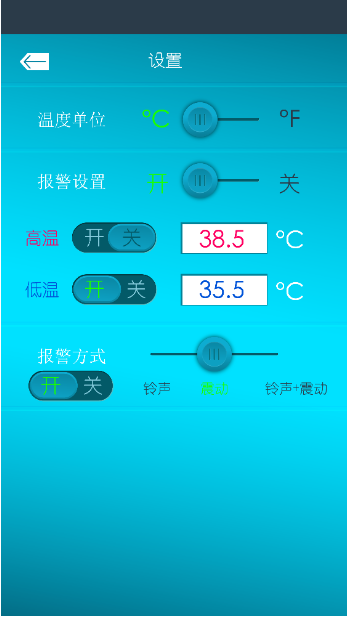 设置
温度单位 °C °F
报警设置 开 关
高温 开 关 38.5 °C
低温 开 关 35.5 °C
报警方式
开 关 铃声 震动 铃声+震动